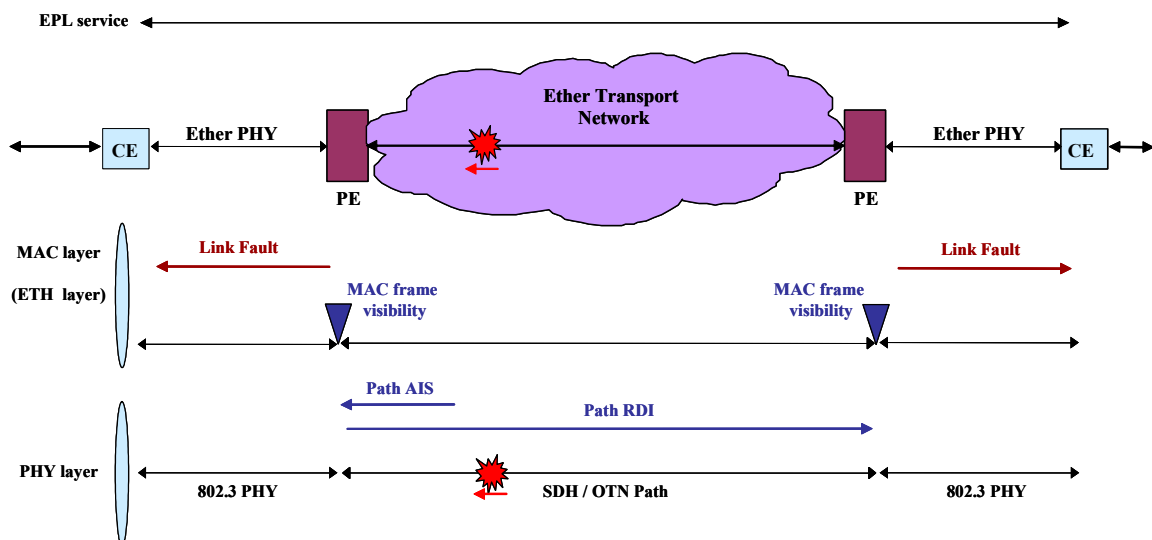 EPL service
Ether Transport
Network
Ether PHY
Ether PHY
CE
CE
PE
PE
MAC layer
(ETH layer)
Link Fault
Link Fault
MAC frame
visibility
MAC frame
visibility
Path AIS
Path RDI
PHY layer
802.3 PHY
SDH / OTN Path
802.3 PHY